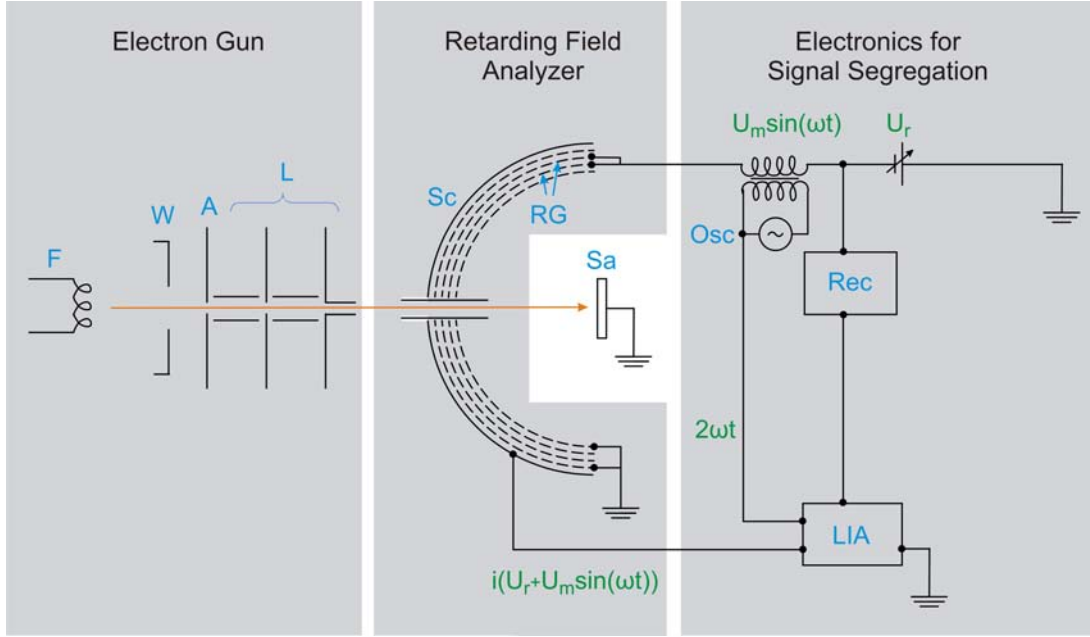 Electron Gun
Retarding Field
Analyzer
Electronics for
Signal Segregation
Uₘsin(ωt)
Uᵣ
L
W
A
Sc
RG
F
Osc
Sa
Rec
2ωt
LIA
i(Uᵣ+Uₘsin(ωt))